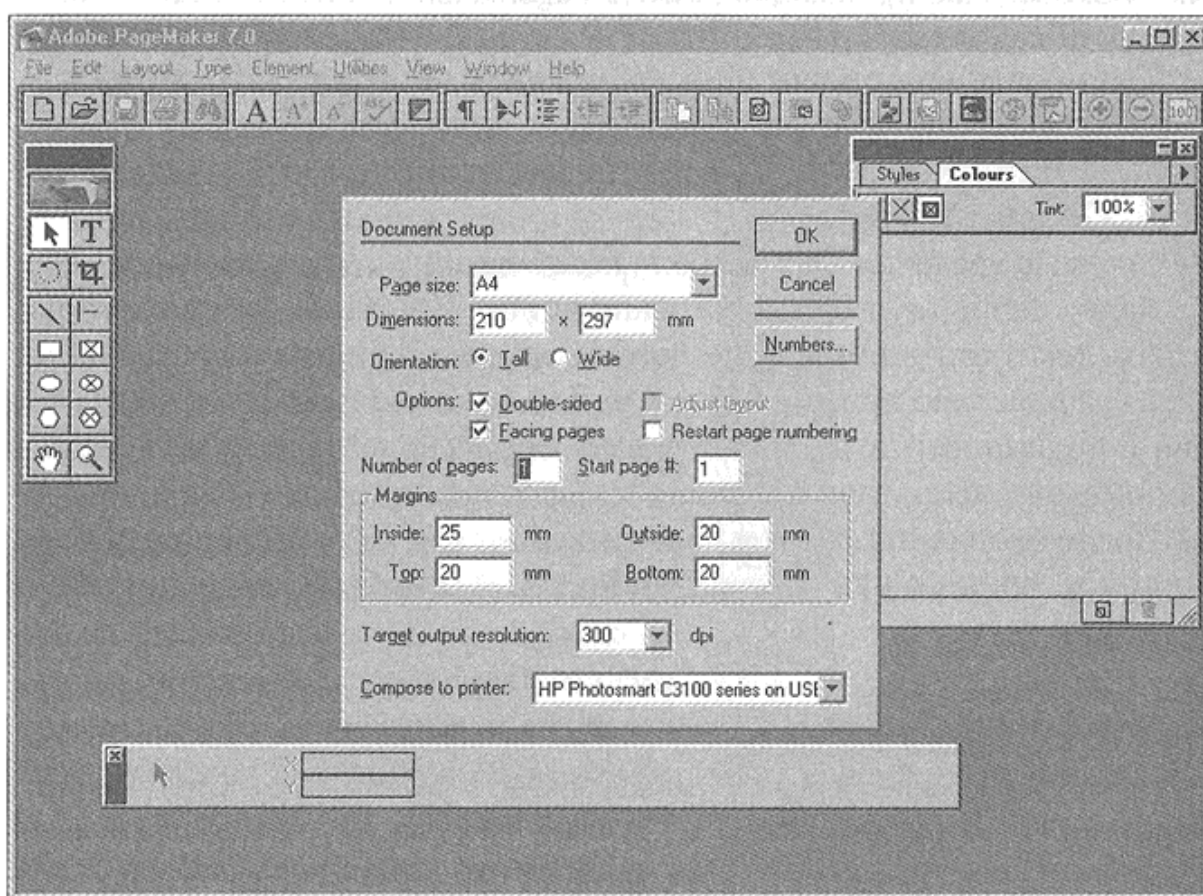 Adobe PageMaker 7.0
File Edit Layout Type Element Utilities View Window Help
Styles Colours
Tint: 100%
T
Document Setup
OK
Page size: A4
Cancel
Dimensions: 210 × 297 mm
Numbers...
Orientation: Tall Wide
Options: Double-sided Adjust layout
Facing pages Restart page numbering
Number of pages: 1 Start page #: 1
Margins
Inside: 25 mm Outside: 20 mm
Top: 20 mm Bottom: 20 mm
Target output resolution: 300 dpi
Compose to printer: HP Photosmart C3100 series on USE
X
Y